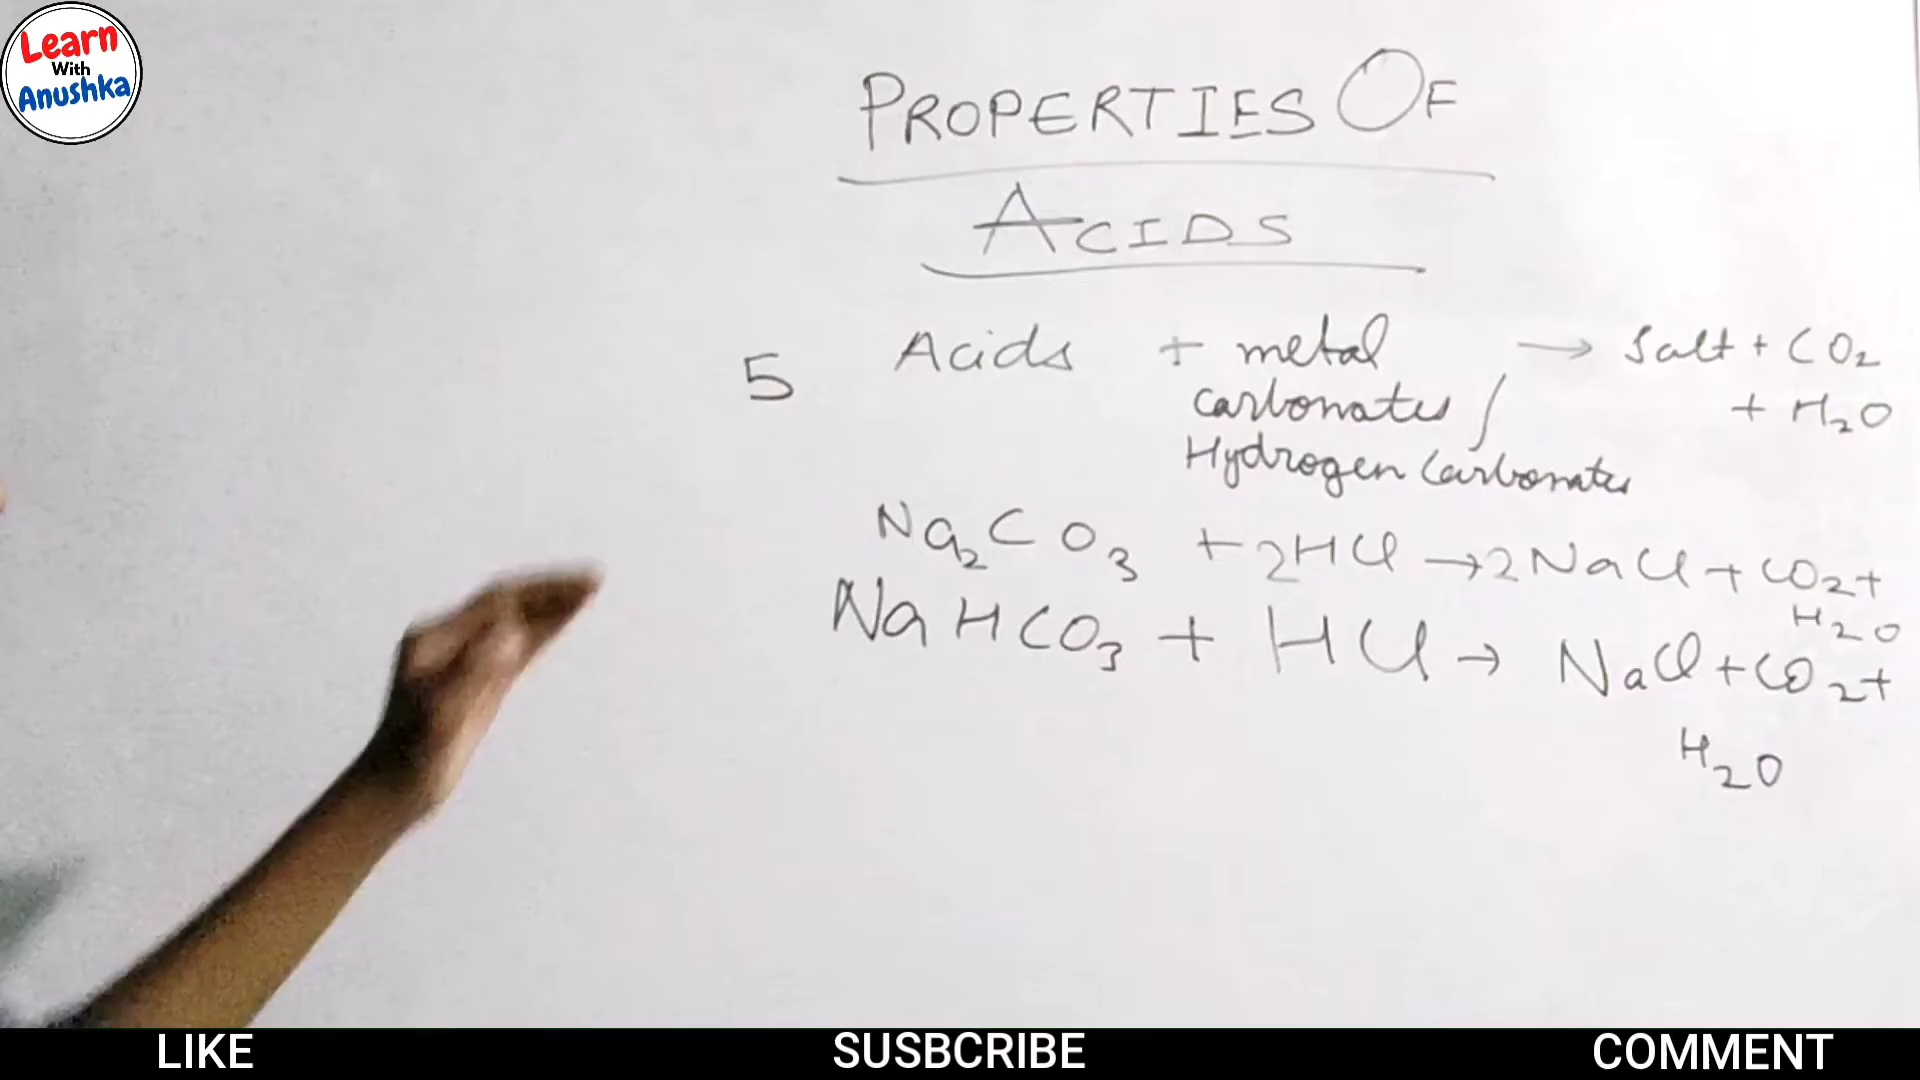 Learn
With
Anushka
PROPERTIES OF
ACIDS
5 Acids + metal → Salt + CO2
carbonates / + H2O
Hydrogen Carbonates
Na2CO3 + 2HCl → 2NaCl + CO2 +
H2O
NaHCO3 + HCl → NaCl + CO2 +
H2O
LIKE SUSBCRIBE COMMENT